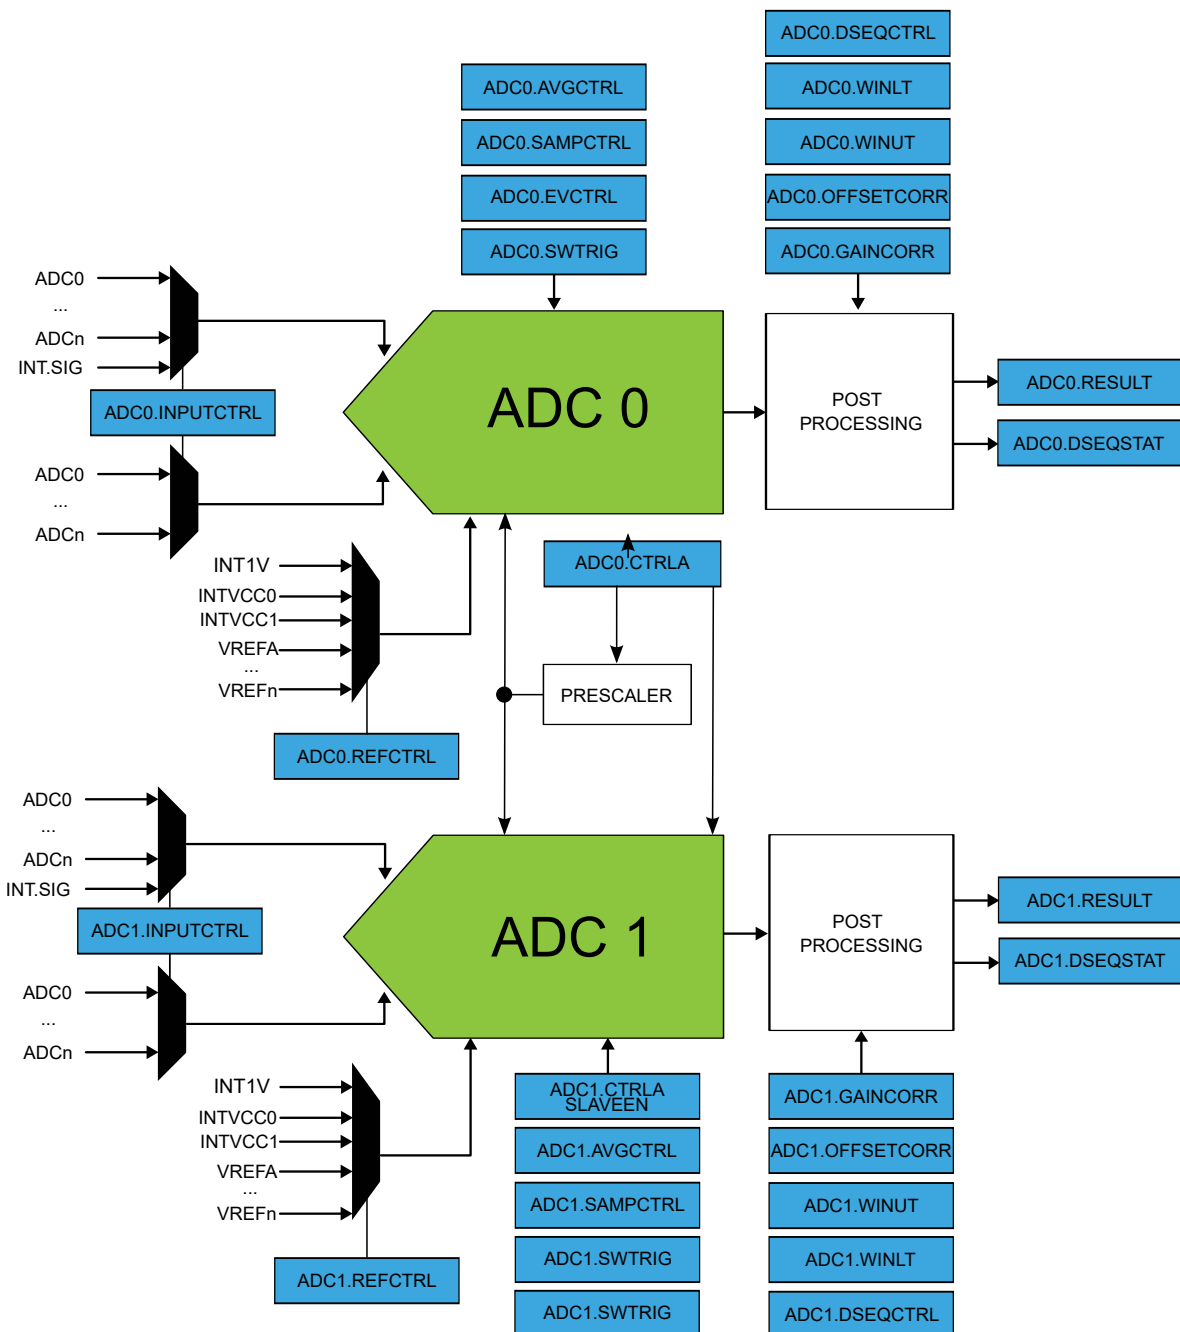 ADC0.DSEQCTRL
ADC0.AVGCTRL
ADC0.WINLT
ADC0.SAMPCTRL
ADC0.WINUT
ADC0.EVCTRL
ADC0.OFFSETCORR
ADC0.SWTRIG
ADC0.GAINCORR
ADC0
...
ADCn
INT.SIG
ADC0.INPUTCTRL
ADC0
...
ADCn
ADC 0
POST
PROCESSING
ADC0.RESULT
ADC0.DSEQSTAT
INT1V
INTVCC0
INTVCC1
VREFA
...
VREFn
ADC0.CTRLA
PRESCALER
ADC0.REFCTRL
ADC0
...
ADCn
INT.SIG
ADC1.INPUTCTRL
ADC0
...
ADCn
ADC 1
POST
PROCESSING
ADC1.RESULT
ADC1.DSEQSTAT
INT1V
INTVCC0
INTVCC1
VREFA
...
VREFn
ADC1.REFCTRL
ADC1.CTRLA
SLAVEEN
ADC1.AVGCTRL
ADC1.SAMPCTRL
ADC1.SWTRIG
ADC1.SWTRIG
ADC1.GAINCORR
ADC1.OFFSETCORR
ADC1.WINUT
ADC1.WINLT
ADC1.DSEQCTRL